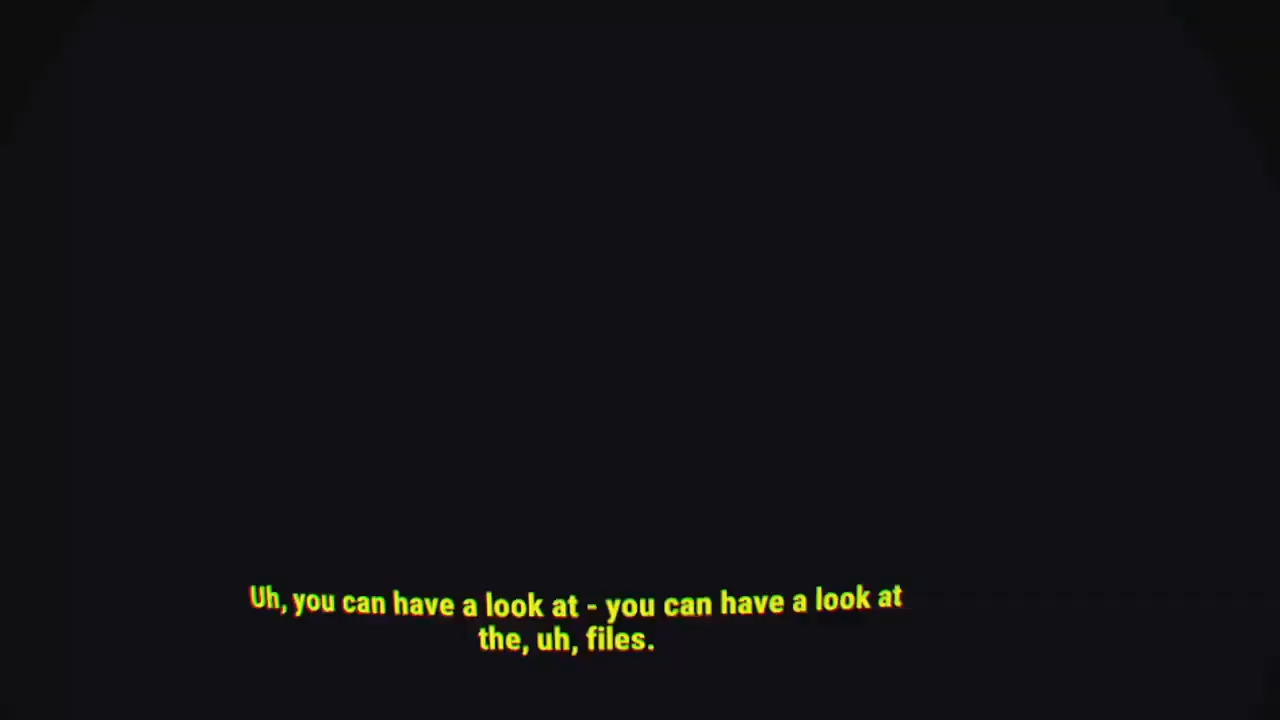 Uh, you can have a look at - you can have a look at
the, uh, files.